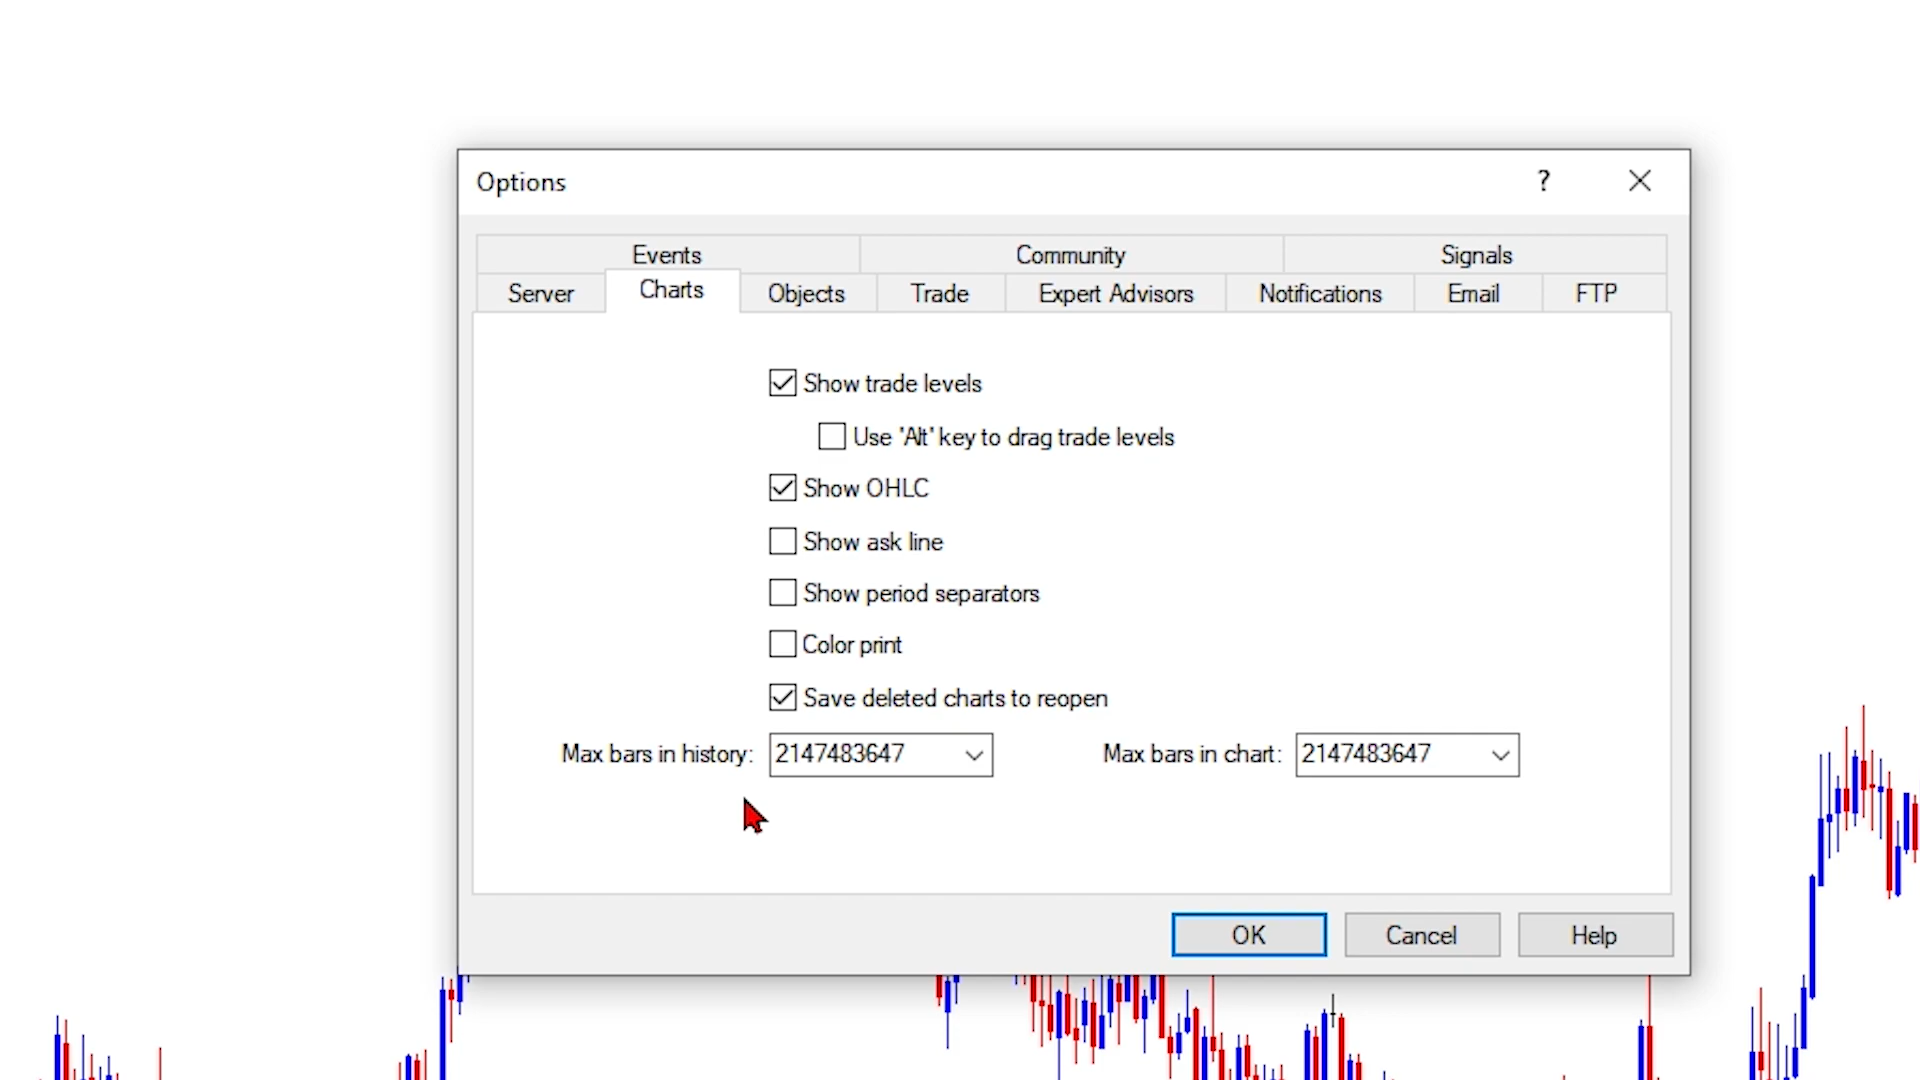 Options
?
Events Community Signals
Server Charts Objects Trade Expert Advisors Notifications Email FTP
Show trade levels
Use 'Alt' key to drag trade levels
Show OHLC
Show ask line
Show period separators
Color print
Save deleted charts to reopen
Max bars in history: 2147483647 Max bars in chart: 2147483647
OK Cancel Help